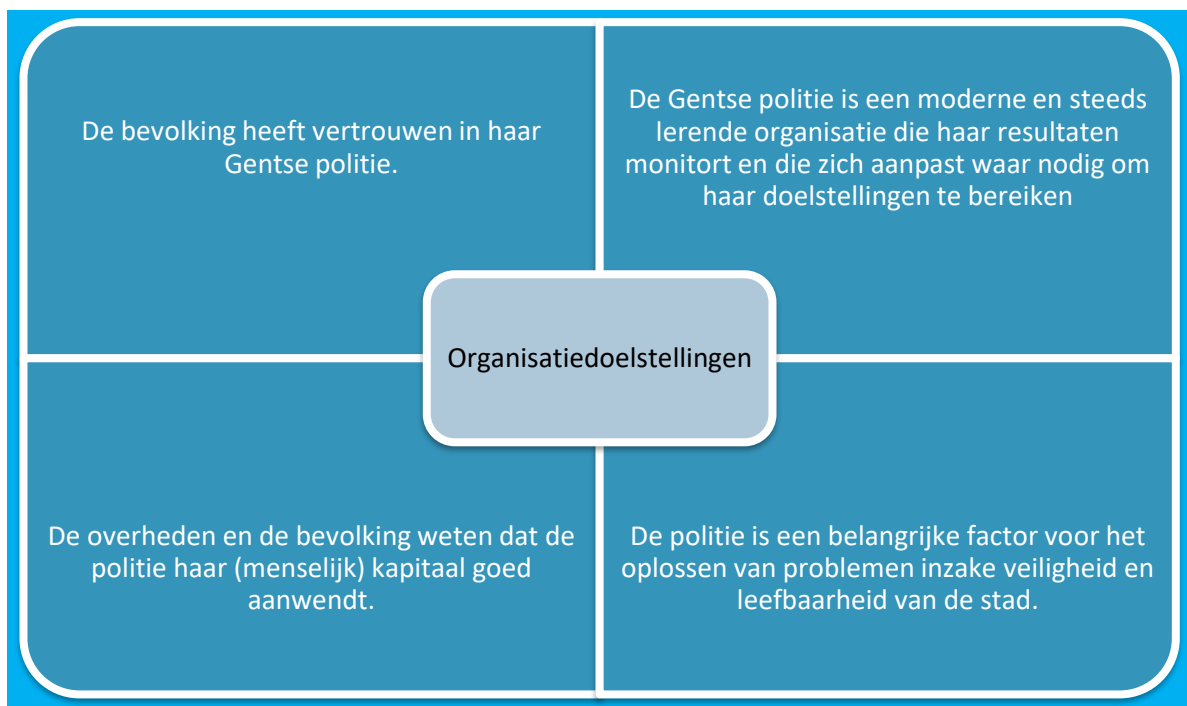 De bevolking heeft vertrouwen in haar
Gentse politie.
De Gentse politie is een moderne en steeds
lerende organisatie die haar resultaten
monitort en die zich aanpast waar nodig om
haar doelstellingen te bereiken
Organisatiedoelstellingen
De overheden en de bevolking weten dat de
politie haar (menselijk) kapitaal goed
aanwendt.
De politie is een belangrijke factor voor het
oplossen van problemen inzake veiligheid en
leefbaarheid van de stad.